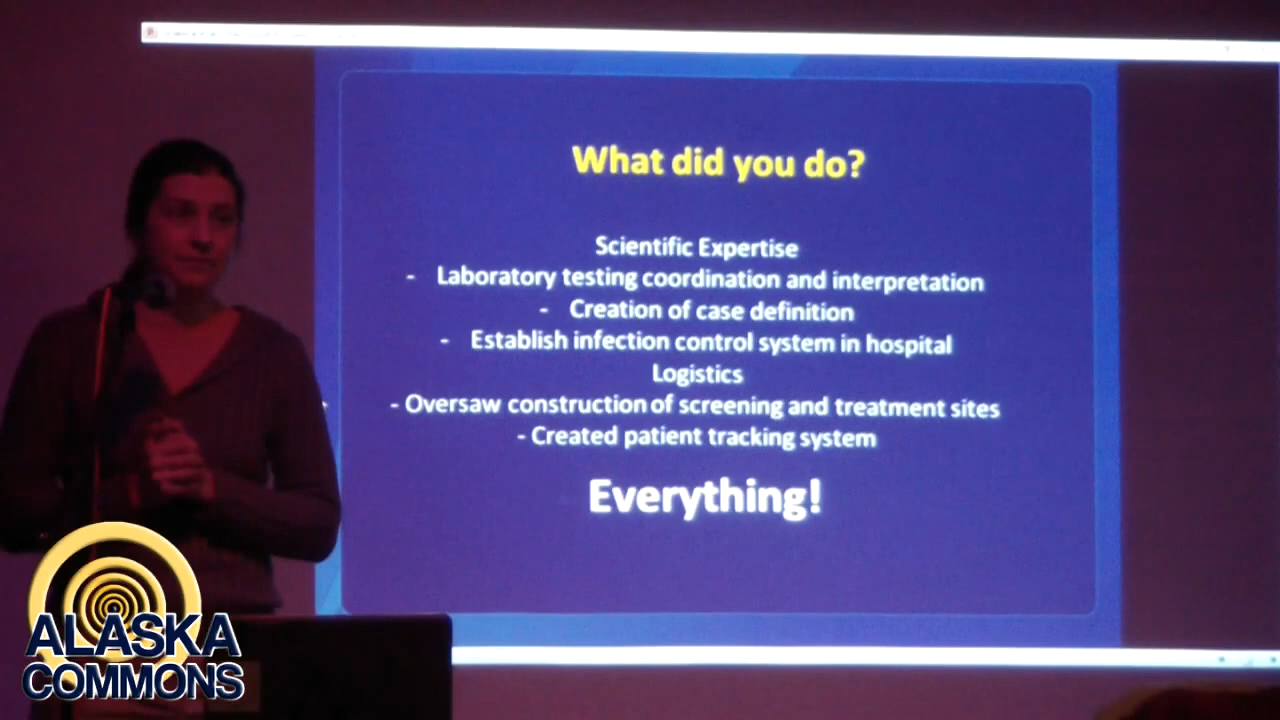 What did you do?
Scientific Expertise
- Laboratory testing coordination and interpretation
- Creation of case definition
- Establish infection control system in hospital
Logistics
- Oversaw construction of screening and treatment sites
- Created patient tracking system
Everything!
ALASKA
COMMONS